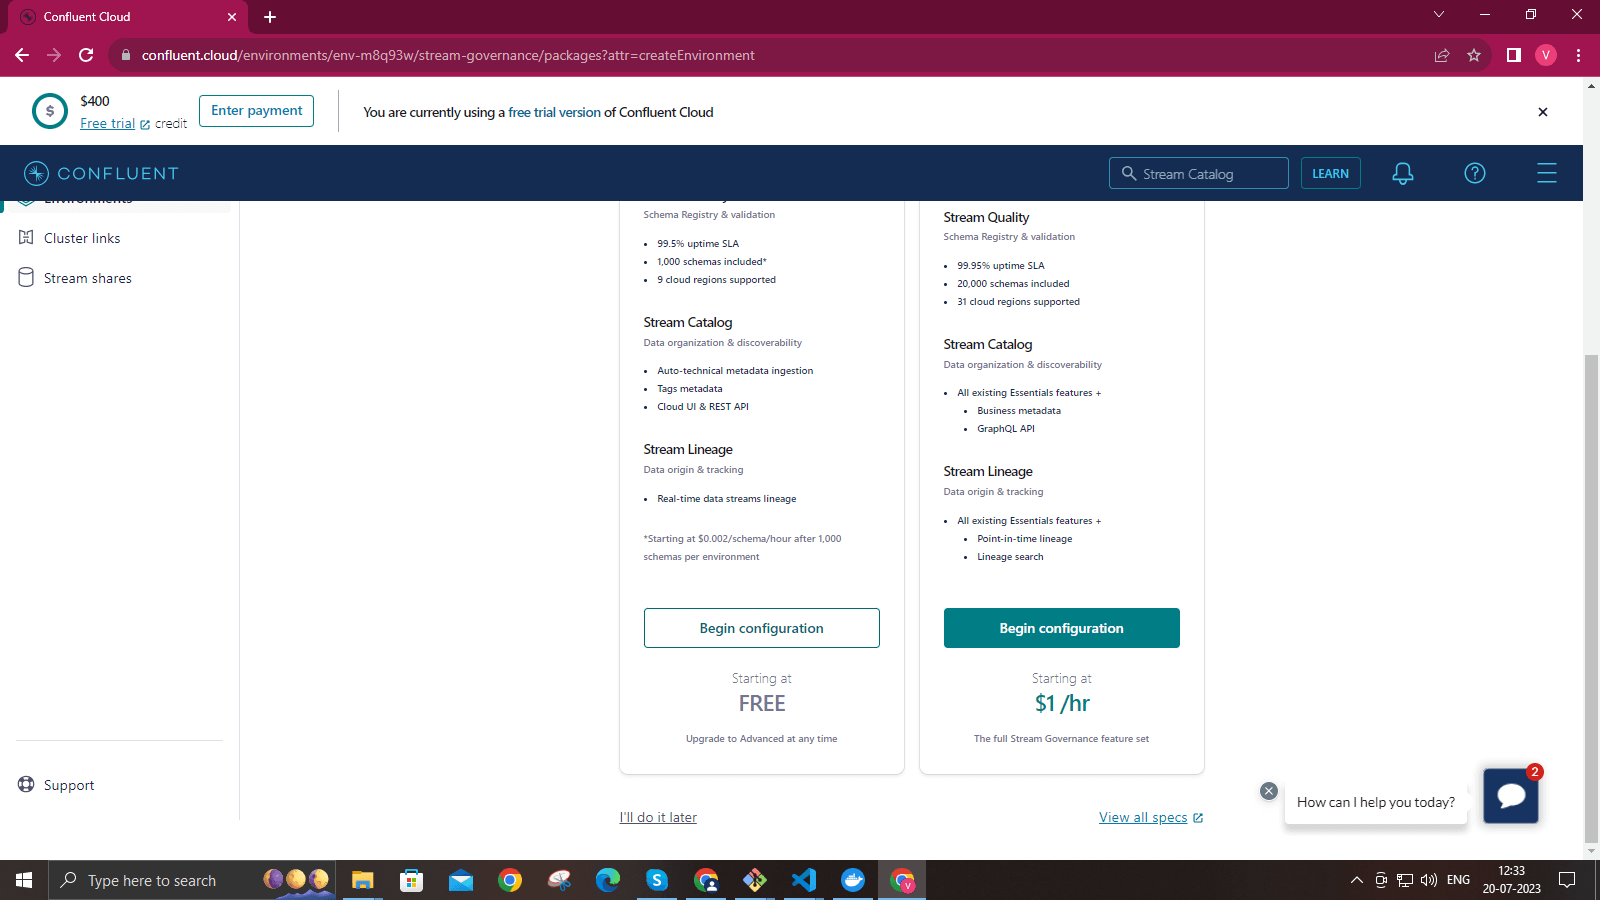 Confluent Cloud
confluent.cloud/environments/env-m8q93w/stream-governance/packages?attr=createEnvironment
V
$
$400
Free trial credit
Enter payment
You are currently using a free trial version of Confluent Cloud
CONFLUENT
Stream Catalog
LEARN
Environments
Cluster links
Stream shares
Support
Schema Registry & validation
• 99.5% uptime SLA
• 1,000 schemas included*
• 9 cloud regions supported
Stream Catalog
Data organization & discoverability
• Auto-technical metadata ingestion
• Tags metadata
• Cloud UI & REST API
Stream Lineage
Data origin & tracking
• Real-time data streams lineage
*Starting at $0.002/schema/hour after 1,000
schemas per environment
Begin configuration
Starting at
FREE
Upgrade to Advanced at any time
Stream Quality
Schema Registry & validation
• 99.95% uptime SLA
• 20,000 schemas included
• 31 cloud regions supported
Stream Catalog
Data organization & discoverability
• All existing Essentials features +
• Business metadata
• GraphQL API
Stream Lineage
Data origin & tracking
• All existing Essentials features +
• Point-in-time lineage
• Lineage search
Begin configuration
Starting at
$1 /hr
The full Stream Governance feature set
I'll do it later
View all specs
How can I help you today?
2
Type here to search
S
V
ENG
12:33
20-07-2023